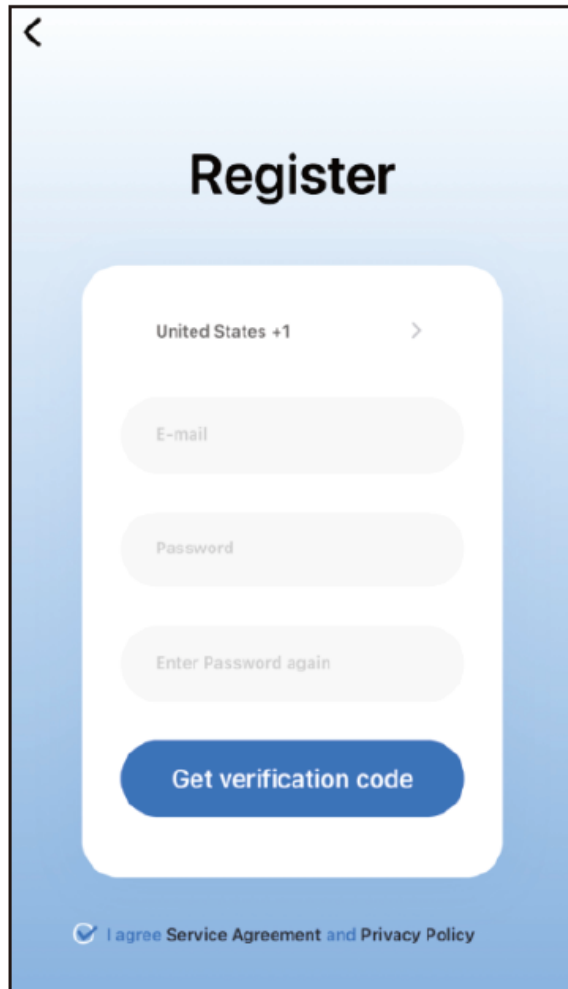 Register
United States +1
E-mail
Password
Enter Password again
Get verification code
I agree Service Agreement and Privacy Policy